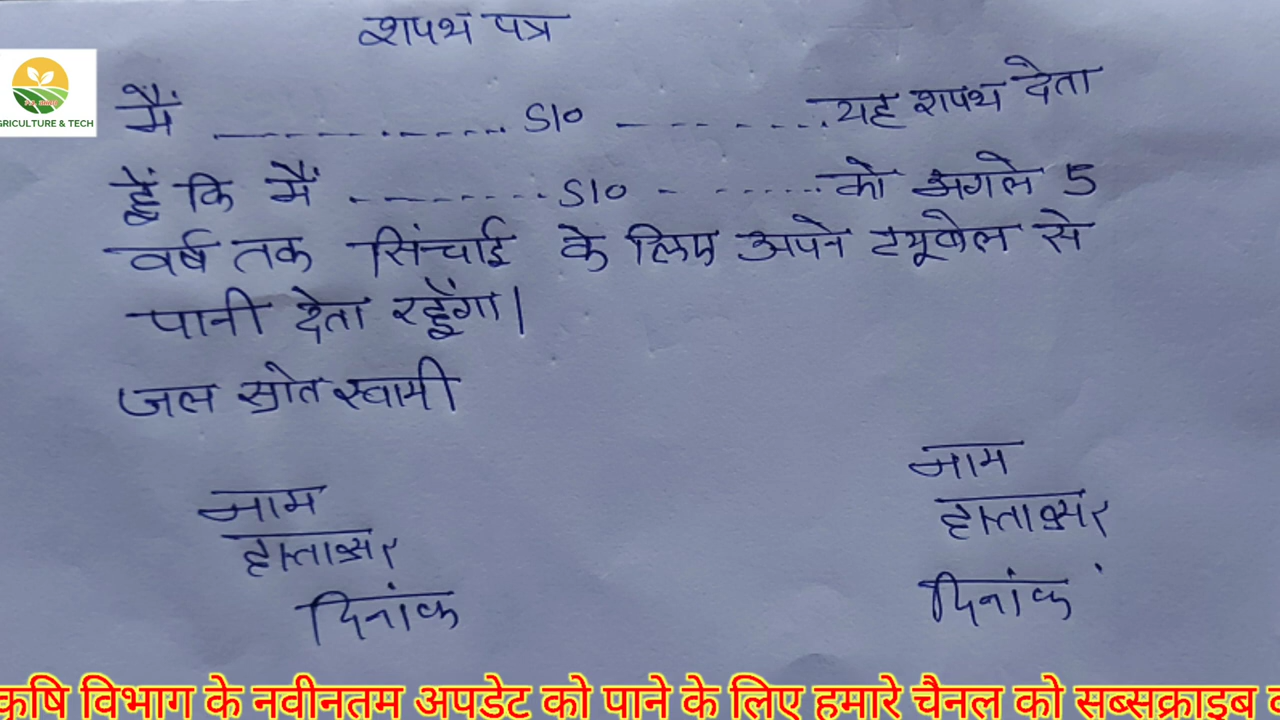 शपथ पत्र
मैं ............ S/o ............ यह शपथ देता
हूँ कि मैं ............ S/o ............ को अगले 5
वर्ष तक सिंचाई के लिए अपने ट्यूबेल से
पानी देता रहूँगा।
जल स्रोत स्वामी
नाम
हस्ताक्षर
दिनांक
नाम
हस्ताक्षर
दिनांक
AGRICULTURE & TECH
कृषि विभाग के नवीनतम अपडेट को पाने के लिए हमारे चैनल को सब्सक्राइब